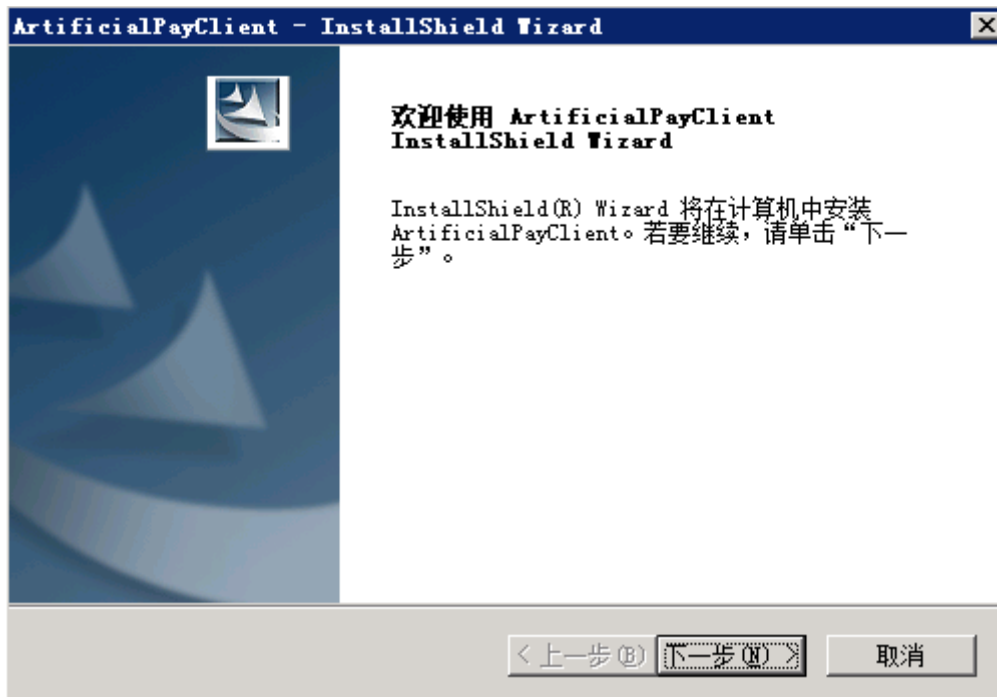 ArtificialPayClient - InstallShield Wizard
欢迎使用 ArtificialPayClient
InstallShield Wizard
InstallShield(R) Wizard 将在计算机中安装
ArtificialPayClient。若要继续，请单击“下一
步”。
< 上一步(B) 下一步(N) > 取消